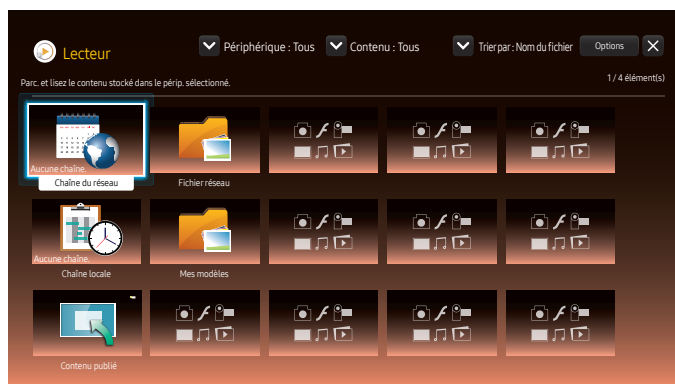 Lecteur
Périphérique : Tous
Contenu : Tous
Trier par : Nom du fichier
Options
Parc. et lisez le contenu stocké dans le périp. sélectionné.
1 / 4 élément(s)
Aucune chaîne.
Chaîne du réseau
Fichier réseau
Aucune chaîne.
Chaîne locale
Mes modèles
Contenu publié